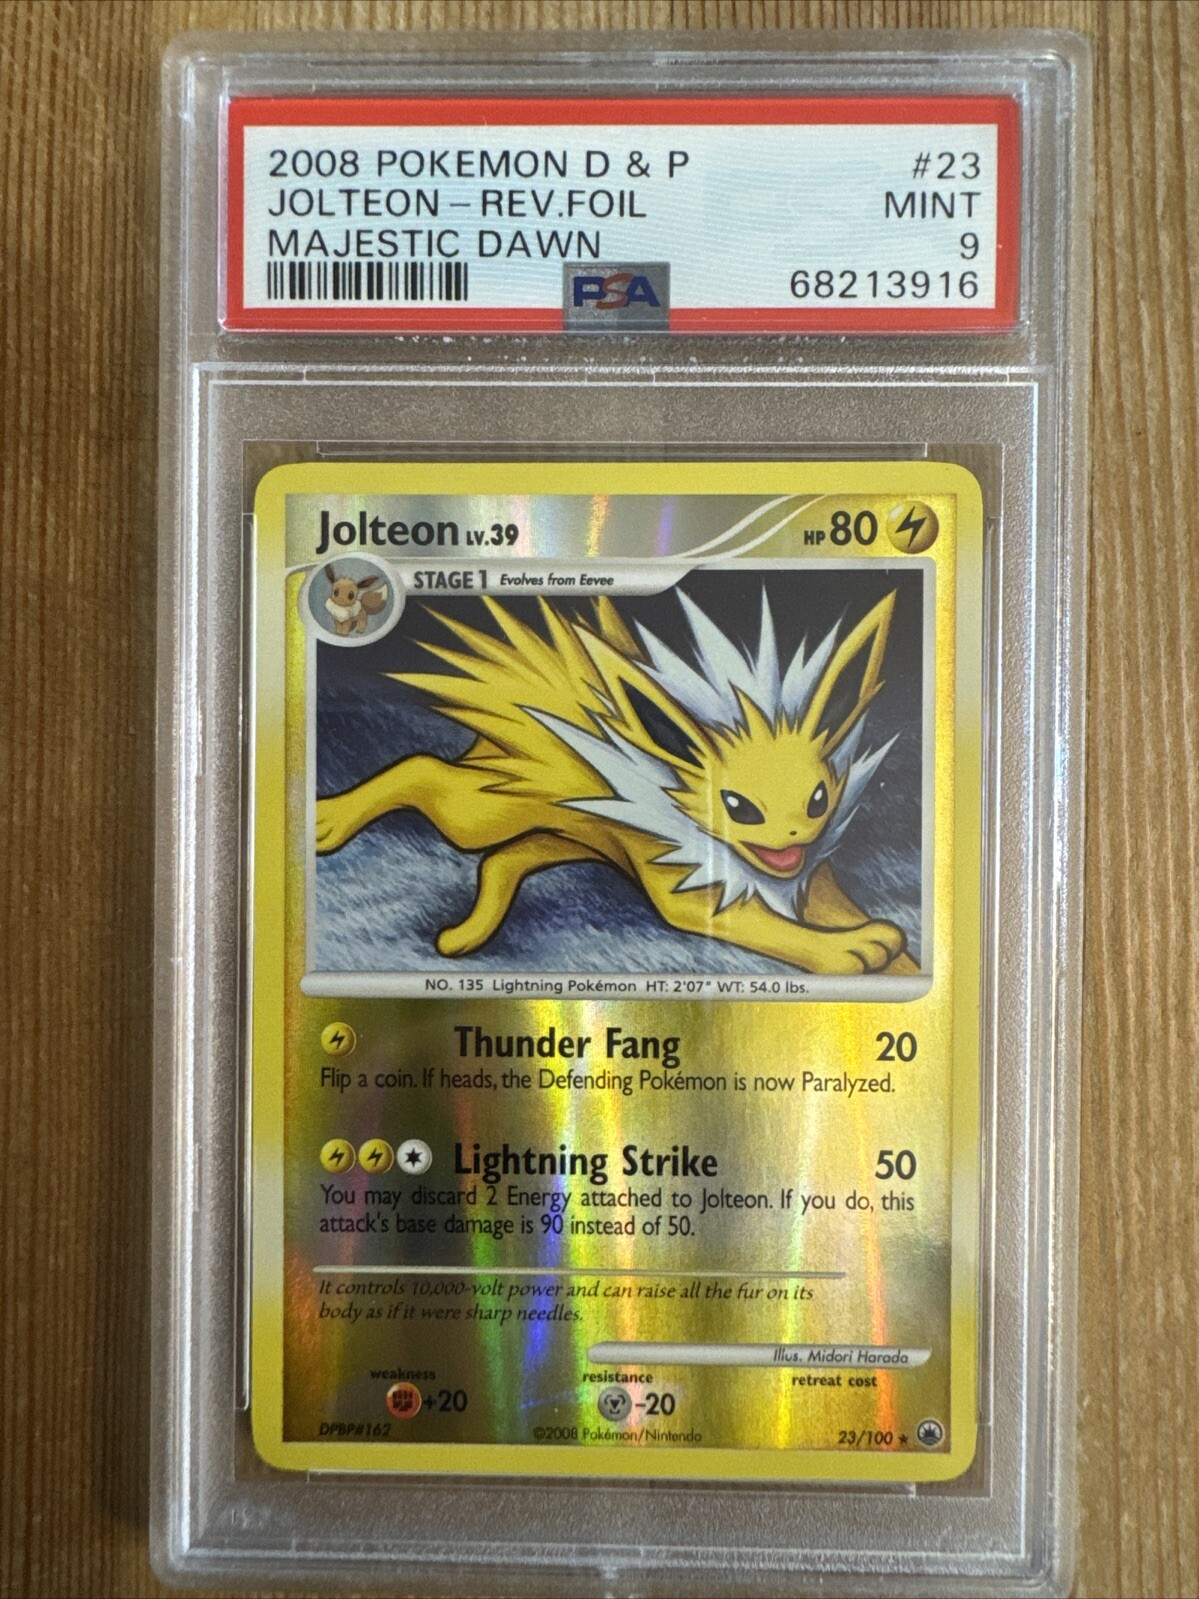 2008 POKEMON D & P #23
JOLTEON - REV.FOIL MINT
MAJESTIC DAWN 9
PSA 68213916
Jolteon LV.39 HP 80
STAGE 1 Evolves from Eevee
NO. 135 Lightning Pokémon HT: 2'07" WT: 54.0 lbs.
Thunder Fang 20
Flip a coin. If heads, the Defending Pokémon is now Paralyzed.
Lightning Strike 50
You may discard 2 Energy attached to Jolteon. If you do, this
attack's base damage is 90 instead of 50.
It controls 10,000-volt power and can raise all the fur on its
body as if it were sharp needles.
Illus. Midori Harada
weakness resistance retreat cost
+20 -20
DPBP#162 ©2008 Pokémon/Nintendo 23/100 ★